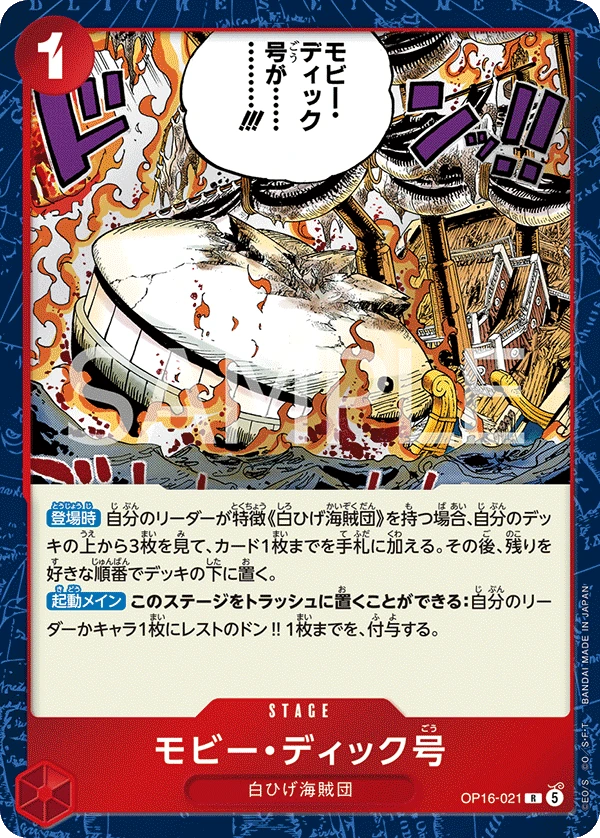 1
モビー・
ディック
号が……
…………!!!
ドンッ!!
SAMPLE
登場時 自分のリーダーが特徴《白ひげ海賊団》を持つ場合、自分のデッ
キの上から3枚を見て、カード1枚までを手札に加える。その後、残りを
好きな順番でデッキの下に置く。
起動メイン このステージをトラッシュに置くことができる:自分のリー
ダーかキャラ1枚にレストのドン!!1枚までを、付与する。
STAGE
モビー・ディック号
白ひげ海賊団
OP16-021 R 5
©E.O./S. ©O./S.F.T. BANDAI MADE IN JAPAN